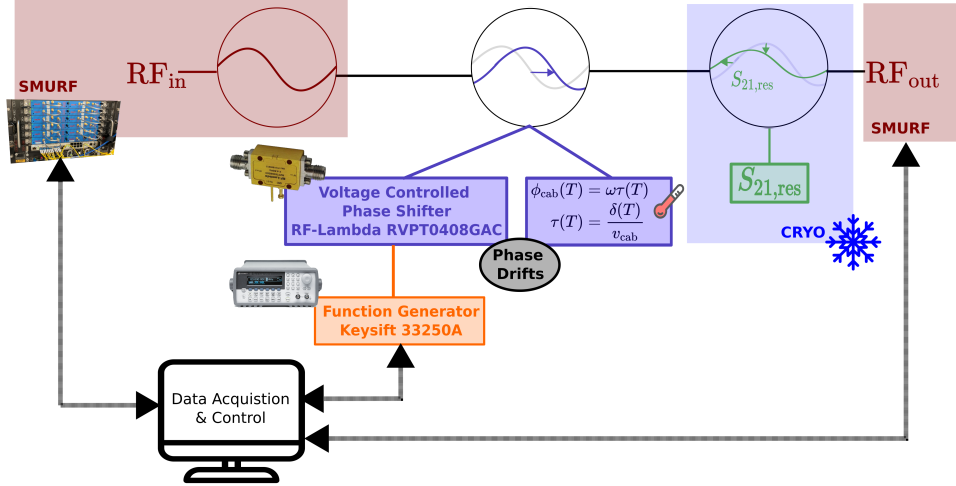 RF_in
SMURF
S_21,res
RF_out
SMURF
Voltage Controlled
Phase Shifter
RF-Lambda RVPT0408GAC
ϕ_cab(T) = ωτ(T)
τ(T) = δ(T)/v_cab
S_21,res
CRYO
Phase
Drifts
Function Generator
Keysift 33250A
Data Acquistion
& Control